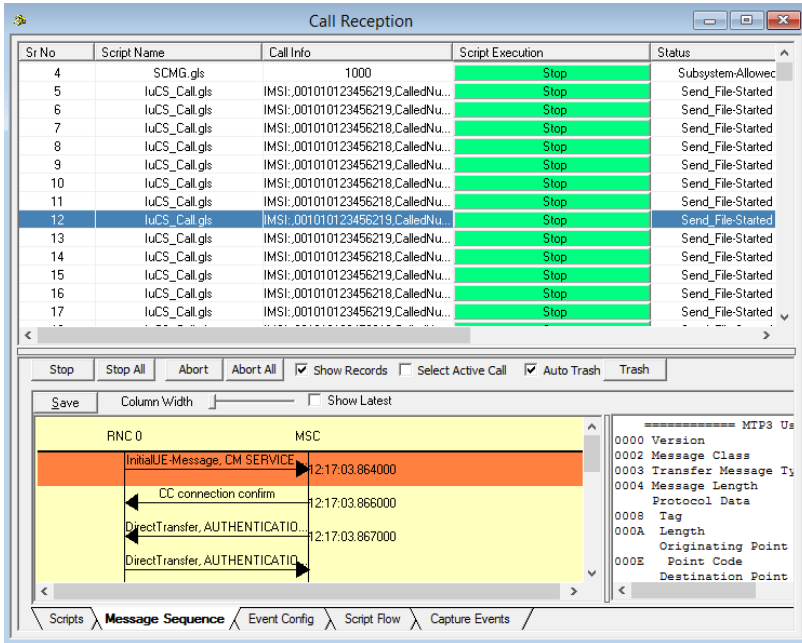 Call Reception
Sr No Script Name Call Info Script Execution Status
4 SCMG.gls 1000 Stop Subsystem-Allowed
5 IuCS_Call.gls IMSI:,001010123456219,CalledNu... Stop Send_File-Started
6 IuCS_Call.gls IMSI:,001010123456219,CalledNu... Stop Send_File-Started
7 IuCS_Call.gls IMSI:,001010123456218,CalledNu... Stop Send_File-Started
8 IuCS_Call.gls IMSI:,001010123456218,CalledNu... Stop Send_File-Started
9 IuCS_Call.gls IMSI:,001010123456219,CalledNu... Stop Send_File-Started
10 IuCS_Call.gls IMSI:,001010123456218,CalledNu... Stop Send_File-Started
11 IuCS_Call.gls IMSI:,001010123456218,CalledNu... Stop Send_File-Started
12 IuCS_Call.gls IMSI:,001010123456219,CalledNu... Stop Send_File-Started
13 IuCS_Call.gls IMSI:,001010123456219,CalledNu... Stop Send_File-Started
14 IuCS_Call.gls IMSI:,001010123456218,CalledNu... Stop Send_File-Started
15 IuCS_Call.gls IMSI:,001010123456219,CalledNu... Stop Send_File-Started
16 IuCS_Call.gls IMSI:,001010123456218,CalledNu... Stop Send_File-Started
17 IuCS_Call.gls IMSI:,001010123456219,CalledNu... Stop Send_File-Started
Stop Stop All Abort Abort All Show Records Select Active Call Auto Trash Trash
Save Column Width Show Latest
RNC 0 MSC
InitialUE-Message, CM SERVICE
12:17:03.864000
CC connection confirm
12:17:03.866000
DirectTransfer, AUTHENTICATIO...
12:17:03.867000
DirectTransfer, AUTHENTICATIO
============ MTP3 Us
0000 Version
0002 Message Class
0003 Transfer Message Ty
0004 Message Length
Protocol Data
0008 Tag
000A Length
Originating Point
000E Point Code
Destination Point
Scripts Message Sequence Event Config Script Flow Capture Events